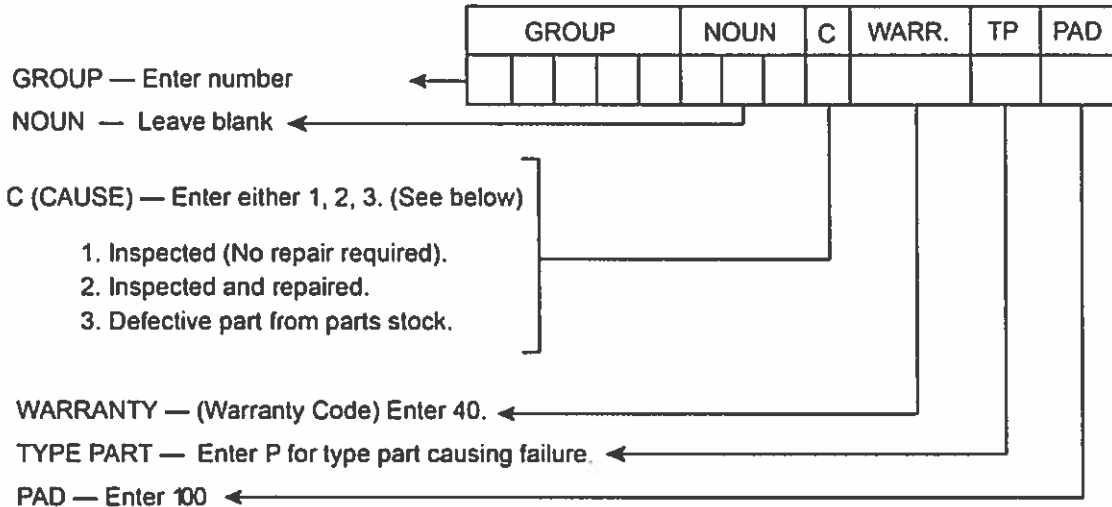 GROUP NOUN C WARR. TP PAD
GROUP — Enter number
NOUN — Leave blank
C (CAUSE) — Enter either 1, 2, 3. (See below)
1. Inspected (No repair required).
2. Inspected and repaired.
3. Defective part from parts stock.
WARRANTY — (Warranty Code) Enter 40.
TYPE PART — Enter P for type part causing failure.
PAD — Enter 100